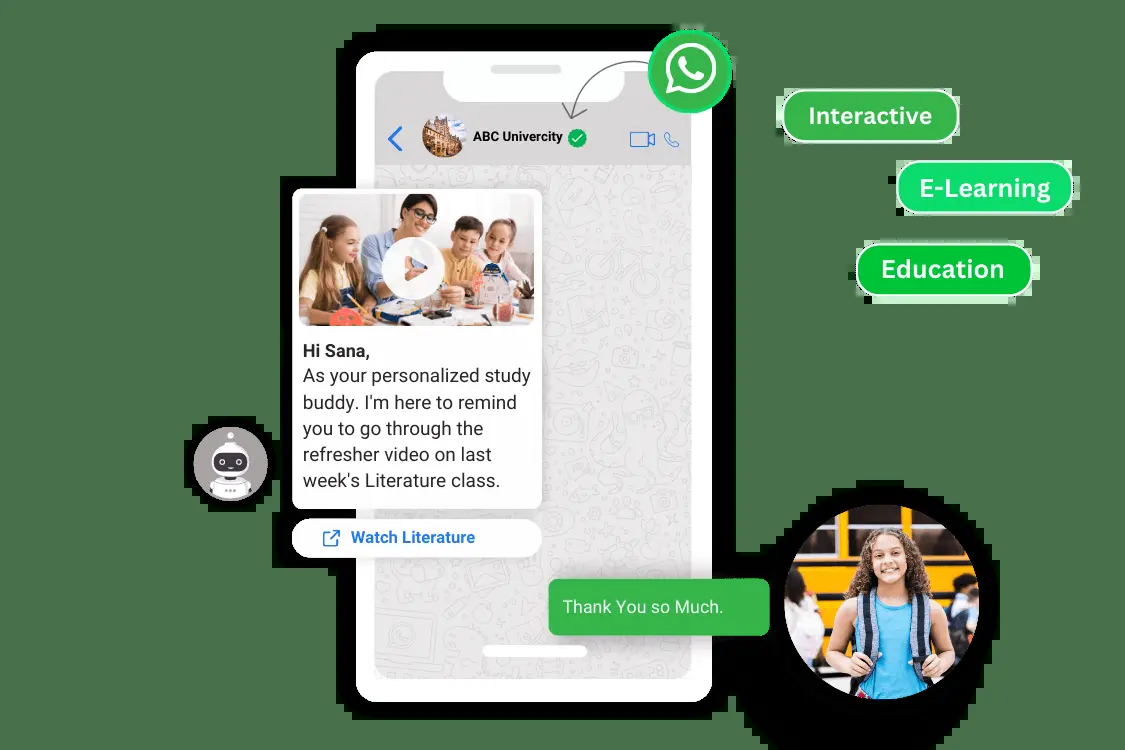 ABC Univercity
Interactive
E-Learning
Education
Hi Sana,
As your personalized study
buddy. I'm here to remind
you to go through the
refresher video on last
week's Literature class.
Watch Literature
Thank You so Much.